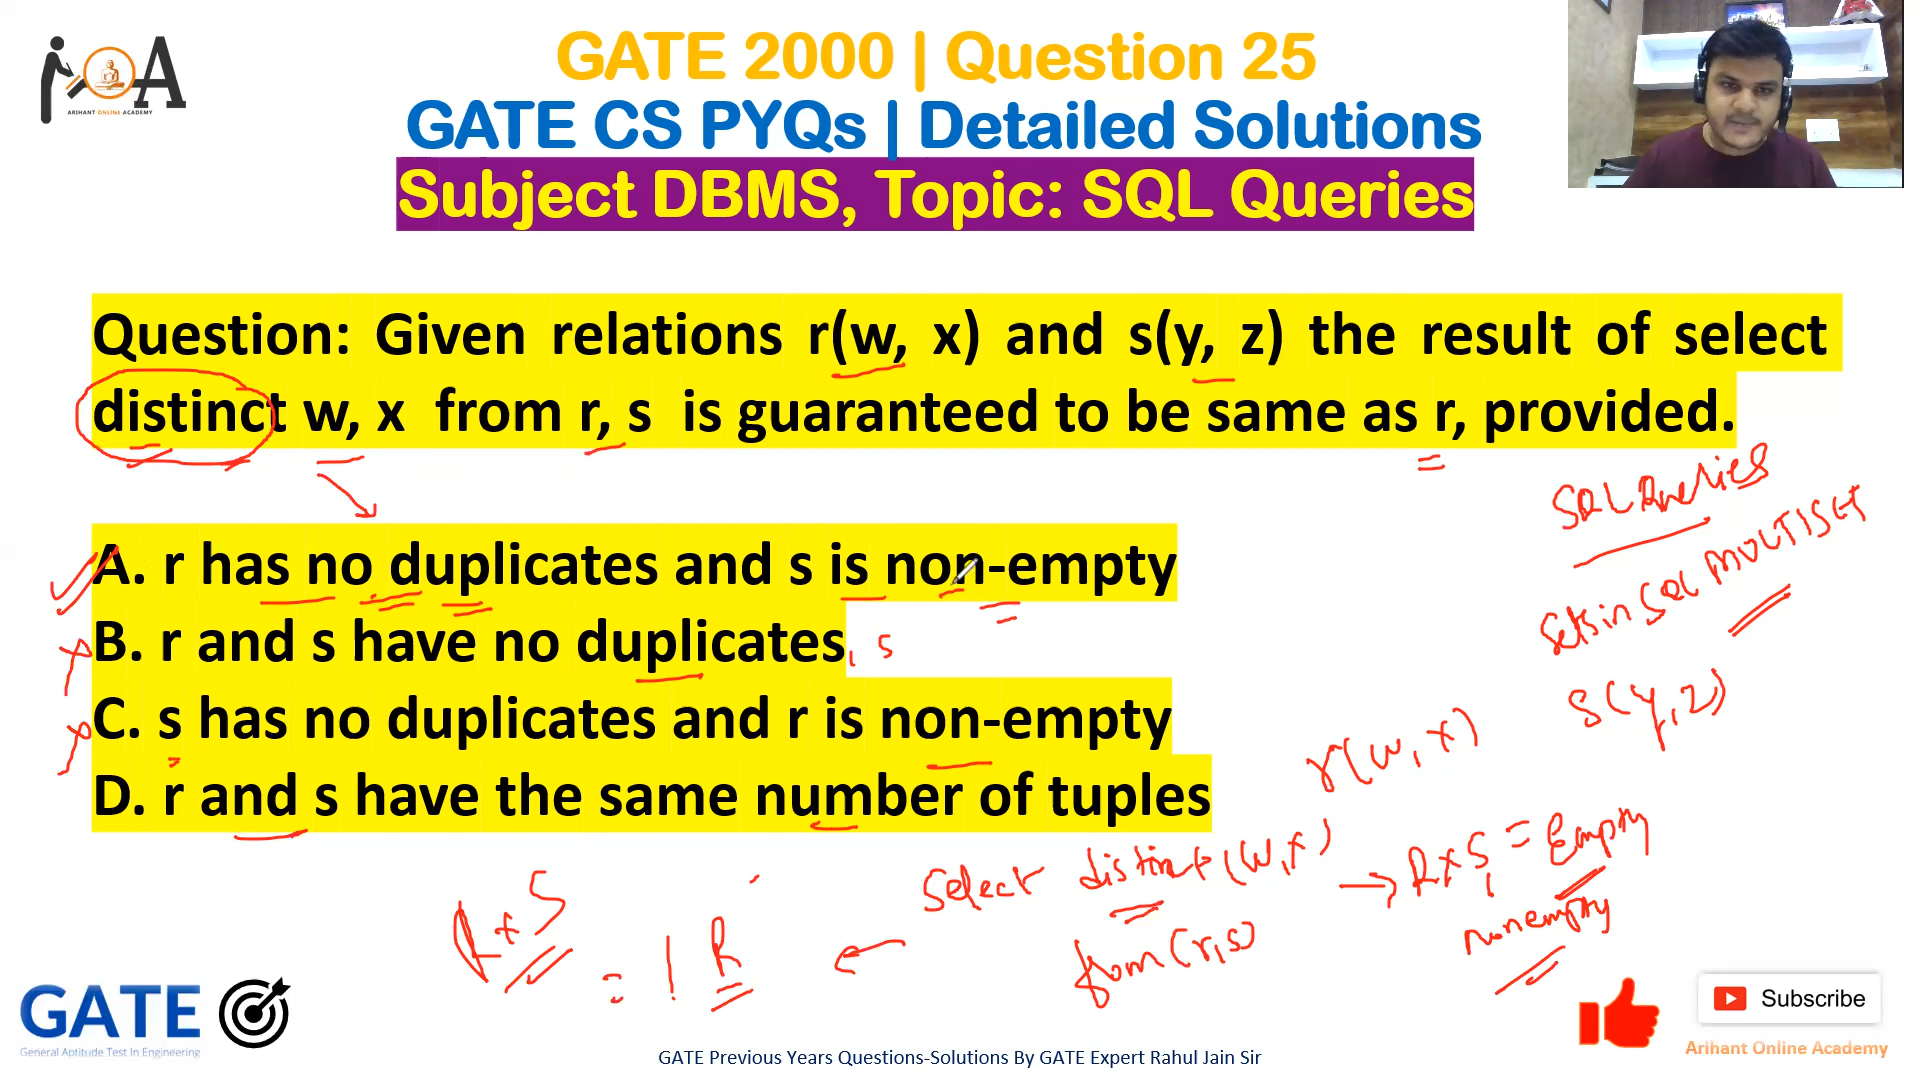 ARIHANT ONLINE ACADEMY
GATE 2000 | Question 25
GATE CS PYQs | Detailed Solutions
Subject DBMS, Topic: SQL Queries
Question: Given relations r(w, x) and s(y, z) the result of select
distinct w, x from r, s is guaranteed to be same as r, provided.
A. r has no duplicates and s is non-empty
B. r and s have no duplicates
, s
C. s has no duplicates and r is non-empty
D. r and s have the same number of tuples
SQL Queries
Sets in SQL MULTISET
S(y, z)
r(w, x)
Select distinct (w, x)
from (r, s)
→ R x S = Empty
nonempty
R x S = ! R
GATE
General Aptitude Test In Engineering
Subscribe
Arihant Online Academy
GATE Previous Years Questions-Solutions By GATE Expert Rahul Jain Sir